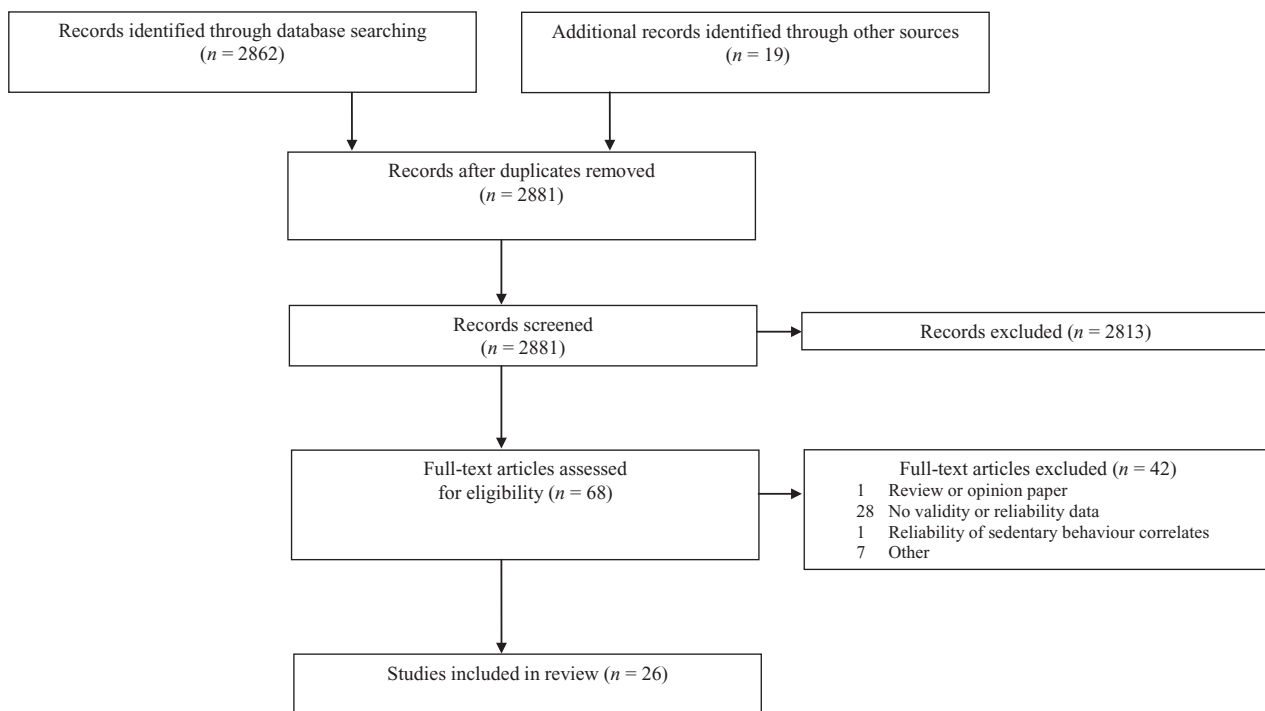 Records identified through database searching
(n = 2862)
Additional records identified through other sources
(n = 19)
Records after duplicates removed
(n = 2881)
Records screened
(n = 2881)
Records excluded (n = 2813)
Full-text articles assessed
for eligibility (n = 68)
Full-text articles excluded (n = 42)
1 Review or opinion paper
28 No validity or reliability data
1 Reliability of sedentary behaviour correlates
7 Other
Studies included in review (n = 26)